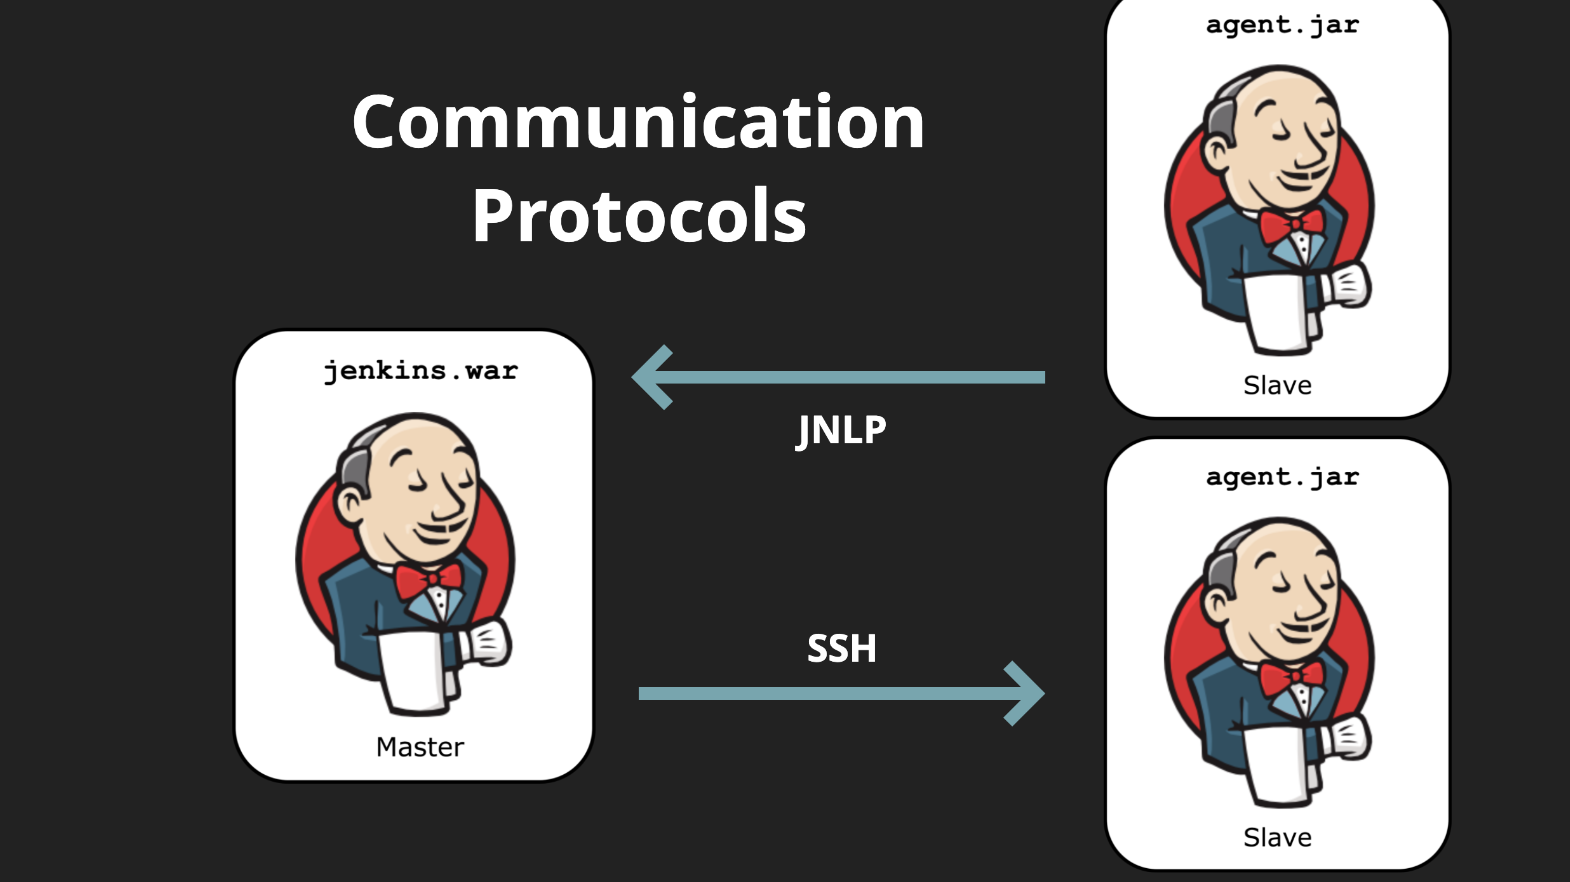 Communication
Protocols
agent.jar
Slave
jenkins.war
Master
JNLP
SSH
agent.jar
Slave